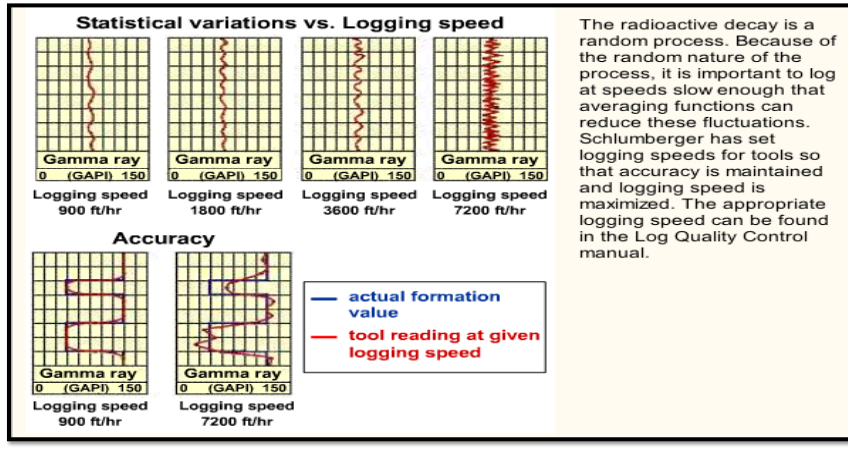 Statistical variations vs. Logging speed
Gamma ray
0 (GAPI) 150
Logging speed
900 ft/hr
Gamma ray
0 (GAPI) 150
Logging speed
1800 ft/hr
Gamma ray
0 (GAPI) 150
Logging speed
3600 ft/hr
Gamma ray
0 (GAPI) 150
Logging speed
7200 ft/hr
Accuracy
Gamma ray
0 (GAPI) 150
Logging speed
900 ft/hr
Gamma ray
0 (GAPI) 150
Logging speed
7200 ft/hr
actual formation
value
tool reading at given
logging speed
The radioactive decay is a
random process. Because of
the random nature of the
process, it is important to log
at speeds slow enough that
averaging functions can
reduce these fluctuations.
Schlumberger has set
logging speeds for tools so
that accuracy is maintained
and logging speed is
maximized. The appropriate
logging speed can be found
in the Log Quality Control
manual.